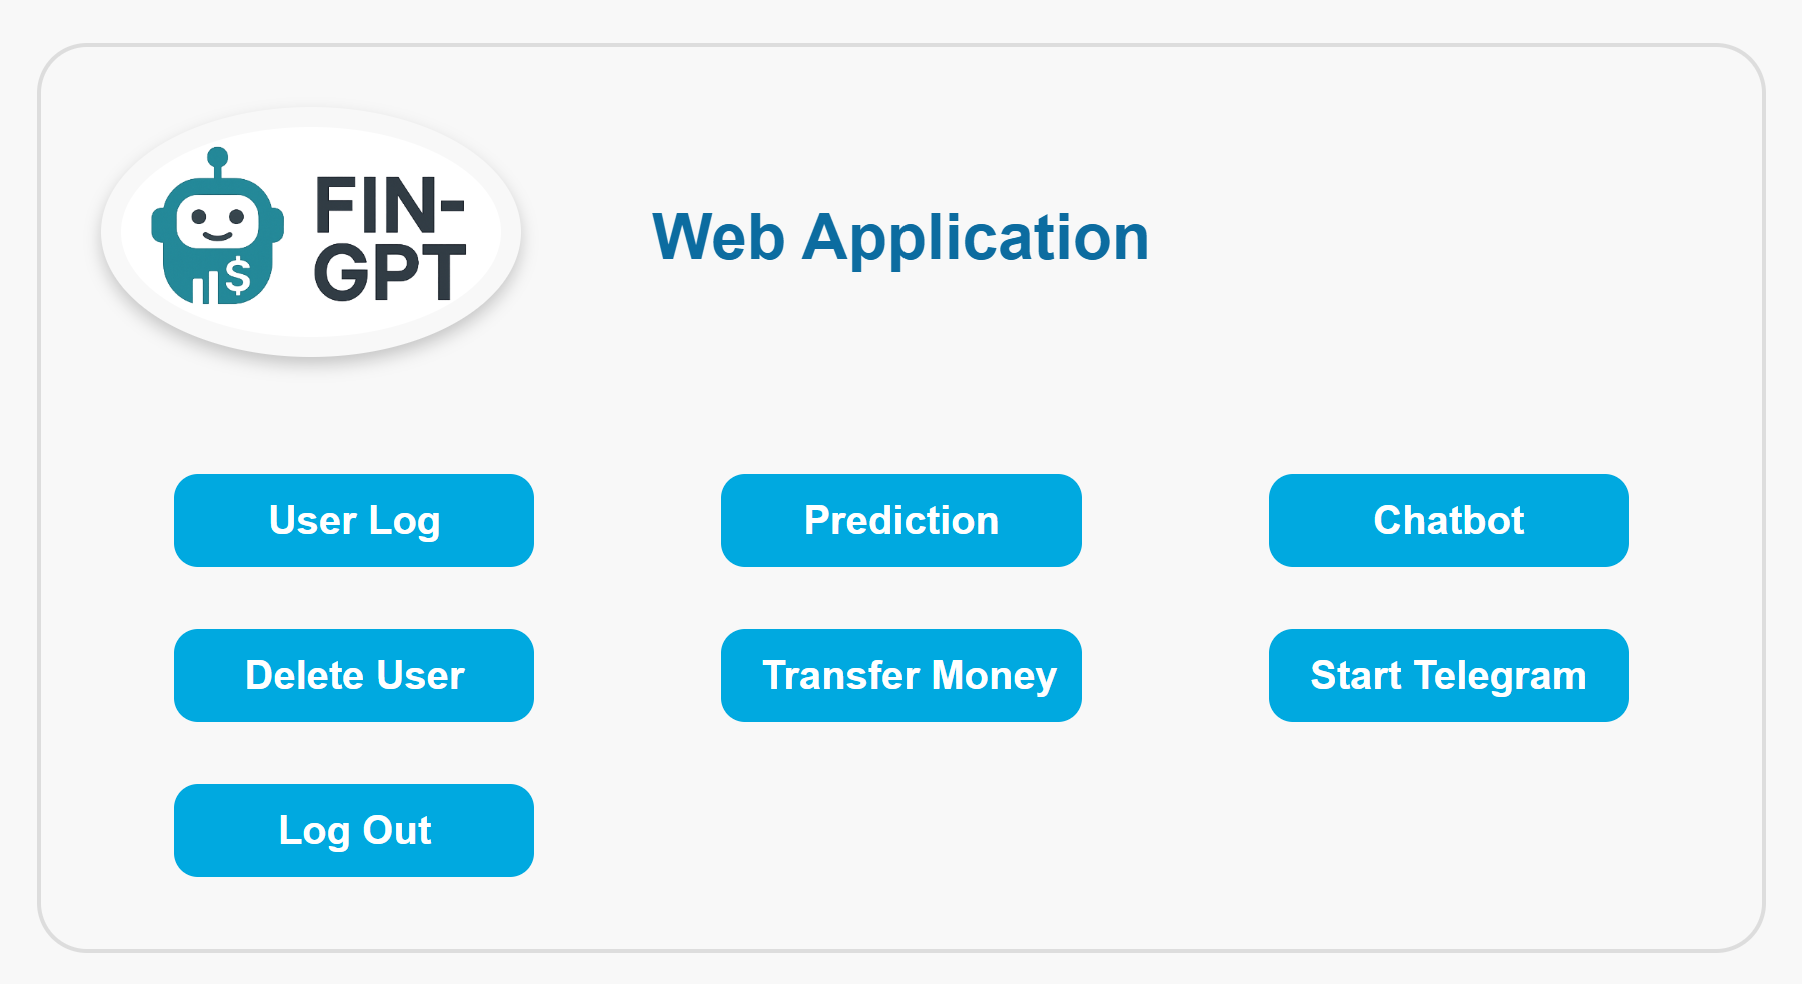 FIN-
GPT
$
Web Application
User Log
Prediction
Chatbot
Delete User
Transfer Money
Start Telegram
Log Out